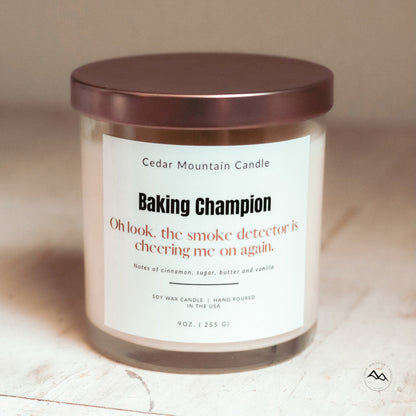 Cedar Mountain Candle
Baking Champion
Oh look, the smoke detector is
cheering me on again.
Notes of cinnamon, sugar, butter and vanilla
SOY WAX CANDLE | HAND POURED
IN THE USA
9OZ. ( 255 G)